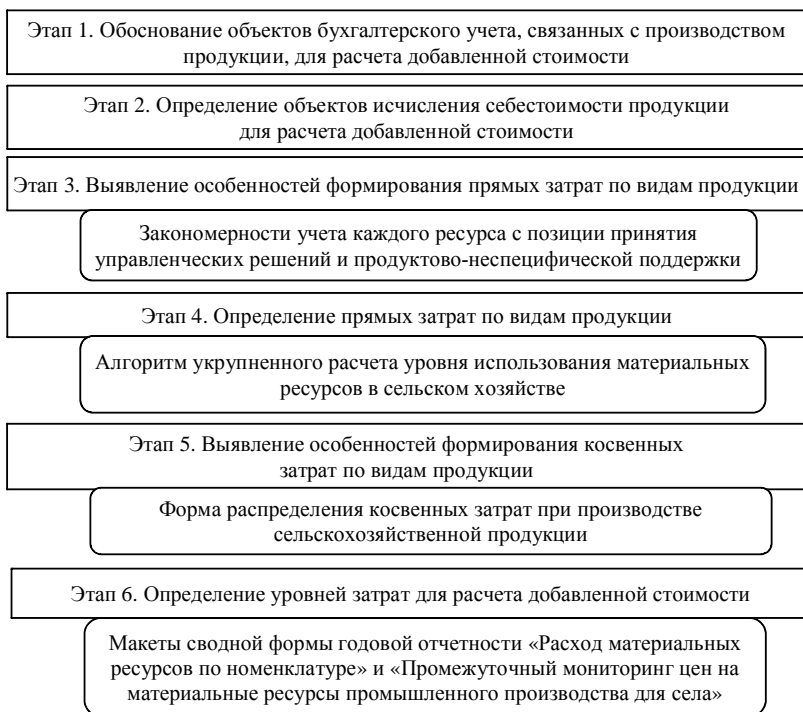 Этап 1. Обоснование объектов бухгалтерского учета, связанных с производством
продукции, для расчета добавленной стоимости
Этап 2. Определение объектов исчисления себестоимости продукции
для расчета добавленной стоимости
Этап 3. Выявление особенностей формирования прямых затрат по видам продукции
Закономерности учета каждого ресурса с позиции принятия
управленческих решений и продуктово-неспецифической поддержки
Этап 4. Определение прямых затрат по видам продукции
Алгоритм укрупненного расчета уровня использования материальных
ресурсов в сельском хозяйстве
Этап 5. Выявление особенностей формирования косвенных
затрат по видам продукции
Форма распределения косвенных затрат при производстве
сельскохозяйственной продукции
Этап 6. Определение уровней затрат для расчета добавленной стоимости
Макеты сводной формы годовой отчетности «Расход материальных
ресурсов по номенклатуре» и «Промежуточный мониторинг цен на
материальные ресурсы промышленного производства для села»